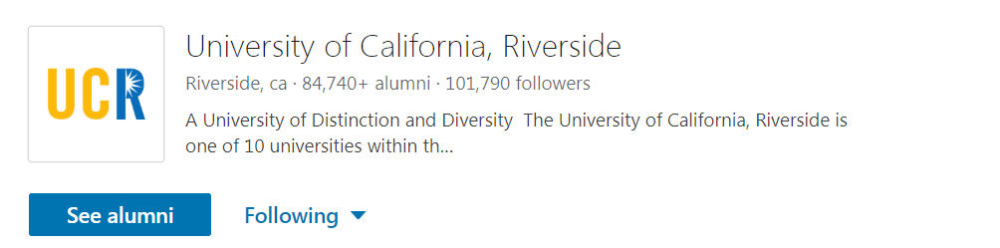 UCR
University of California, Riverside
Riverside, ca · 84,740+ alumni · 101,790 followers
A University of Distinction and Diversity  The University of California, Riverside is
one of 10 universities within th...
See alumni
Following